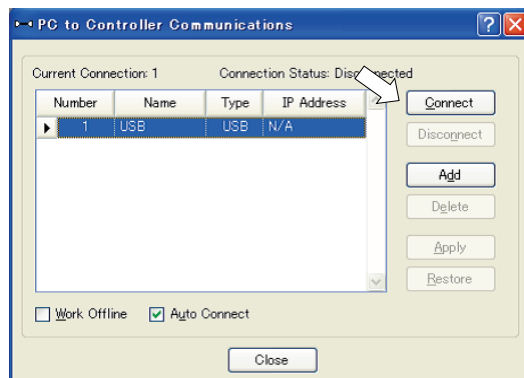 PC to Controller Communications
Current Connection: 1 Connection Status: Disconnected
Number Name Type IP Address
1 USB USB N/A
Connect
Disconnect
Add
Delete
Apply
Restore
Work Offline Auto Connect
Close